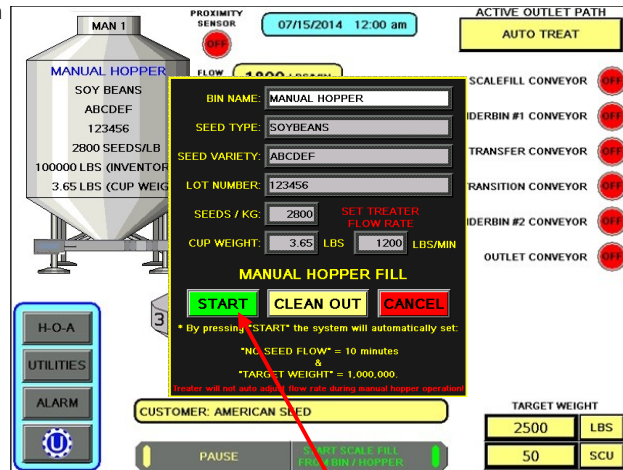 MAN 1
PROXIMITY
SENSOR
OFF
07/15/2014 12:00 am
ACTIVE OUTLET PATH
AUTO TREAT
MANUAL HOPPER
SOY BEANS
ABCDEF
123456
2800 SEEDS/LB
100000 LBS (INVENTOR
3.65 LBS (CUP WEIG
FLOW
1800 LBS/MIN
SCALEFILL CONVEYOR OFF
IDERBIN #1 CONVEYOR OFF
TRANSFER CONVEYOR OFF
RANSITION CONVEYOR OFF
IDERBIN #2 CONVEYOR OFF
OUTLET CONVEYOR OFF
BIN NAME: MANUAL HOPPER
SEED TYPE: SOYBEANS
SEED VARIETY: ABCDEF
LOT NUMBER: 123456
SEEDS / KG: 2800
SET TREATER
FLOW RATE
CUP WEIGHT: 3.65 LBS 1200 LBS/MIN
MANUAL HOPPER FILL
START CLEAN OUT CANCEL
* By pressing "START" the system will automatically set:
"NO SEED FLOW" = 10 minutes
&
"TARGET WEIGHT" = 1,000,000.
Treater will not auto adjust flow rate during manual hopper operation!
3
H-O-A
UTILITIES
ALARM
U
CUSTOMER: AMERICAN SEED
PAUSE
START SCALE FILL
FROM BIN / HOPPER
TARGET WEIGHT
2500 LBS
50 SCU